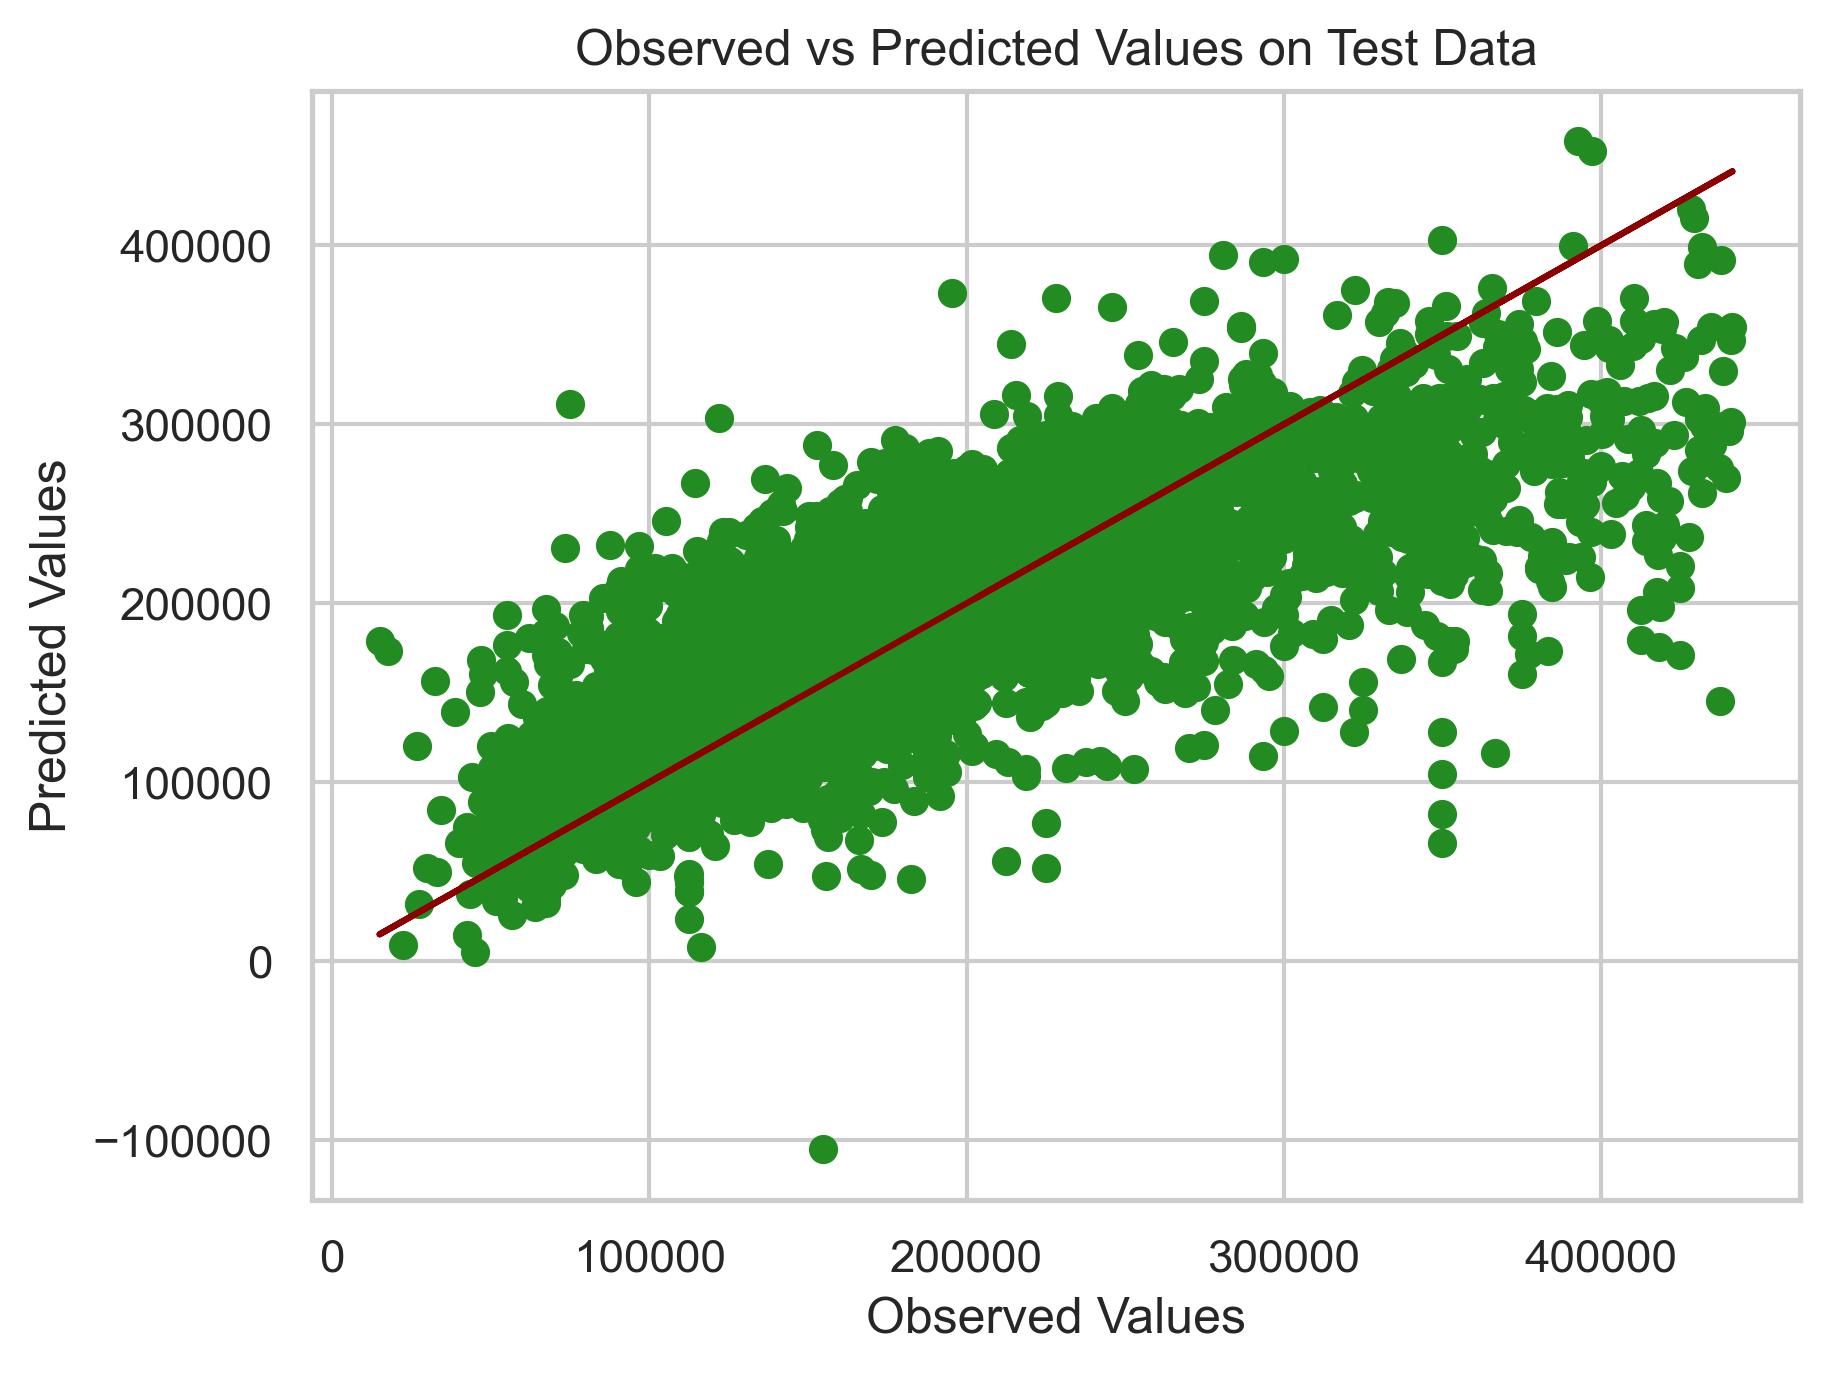 Observed vs Predicted Values on Test Data
Predicted Values
400000
300000
200000
100000
0
−100000
0 100000 200000 300000 400000
Observed Values